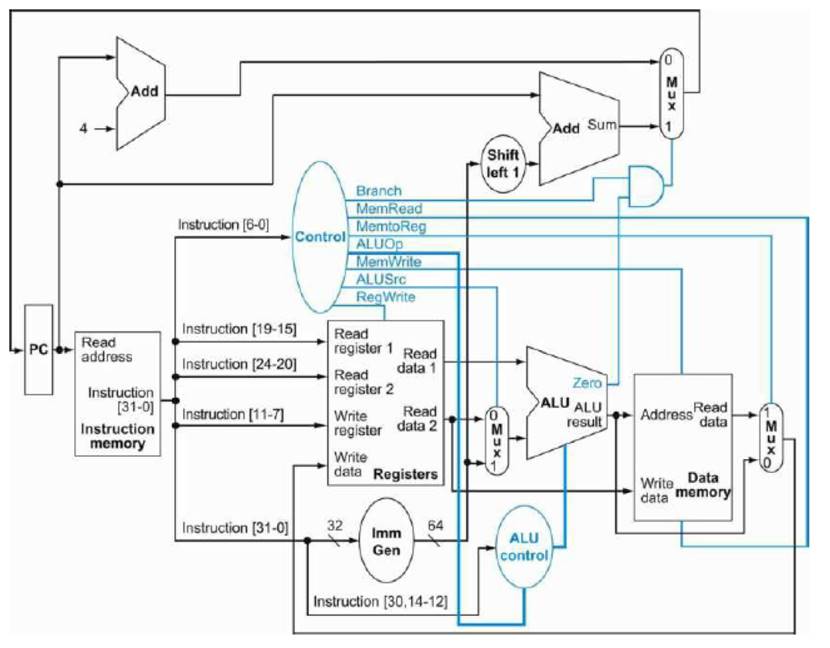 Add
4
Shift
left 1
Add Sum
0
M
u
x
1
Branch
MemRead
MemtoReg
ALUOp
MemWrite
ALUSrc
RegWrite
Control
Instruction [6-0]
PC
Read
address
Instruction
[31-0]
Instruction
memory
Instruction [19-15]
Instruction [24-20]
Instruction [11-7]
Instruction [31-0]
Read
register 1
Read
data 1
Read
register 2
Write
register
Read
data 2
Write
data
Registers
0
M
u
x
1
Zero
ALU
ALU
result
Address
Read
data
Write
data
Data
memory
1
M
u
x
0
32
Imm
Gen
64
ALU
control
Instruction [30,14-12]